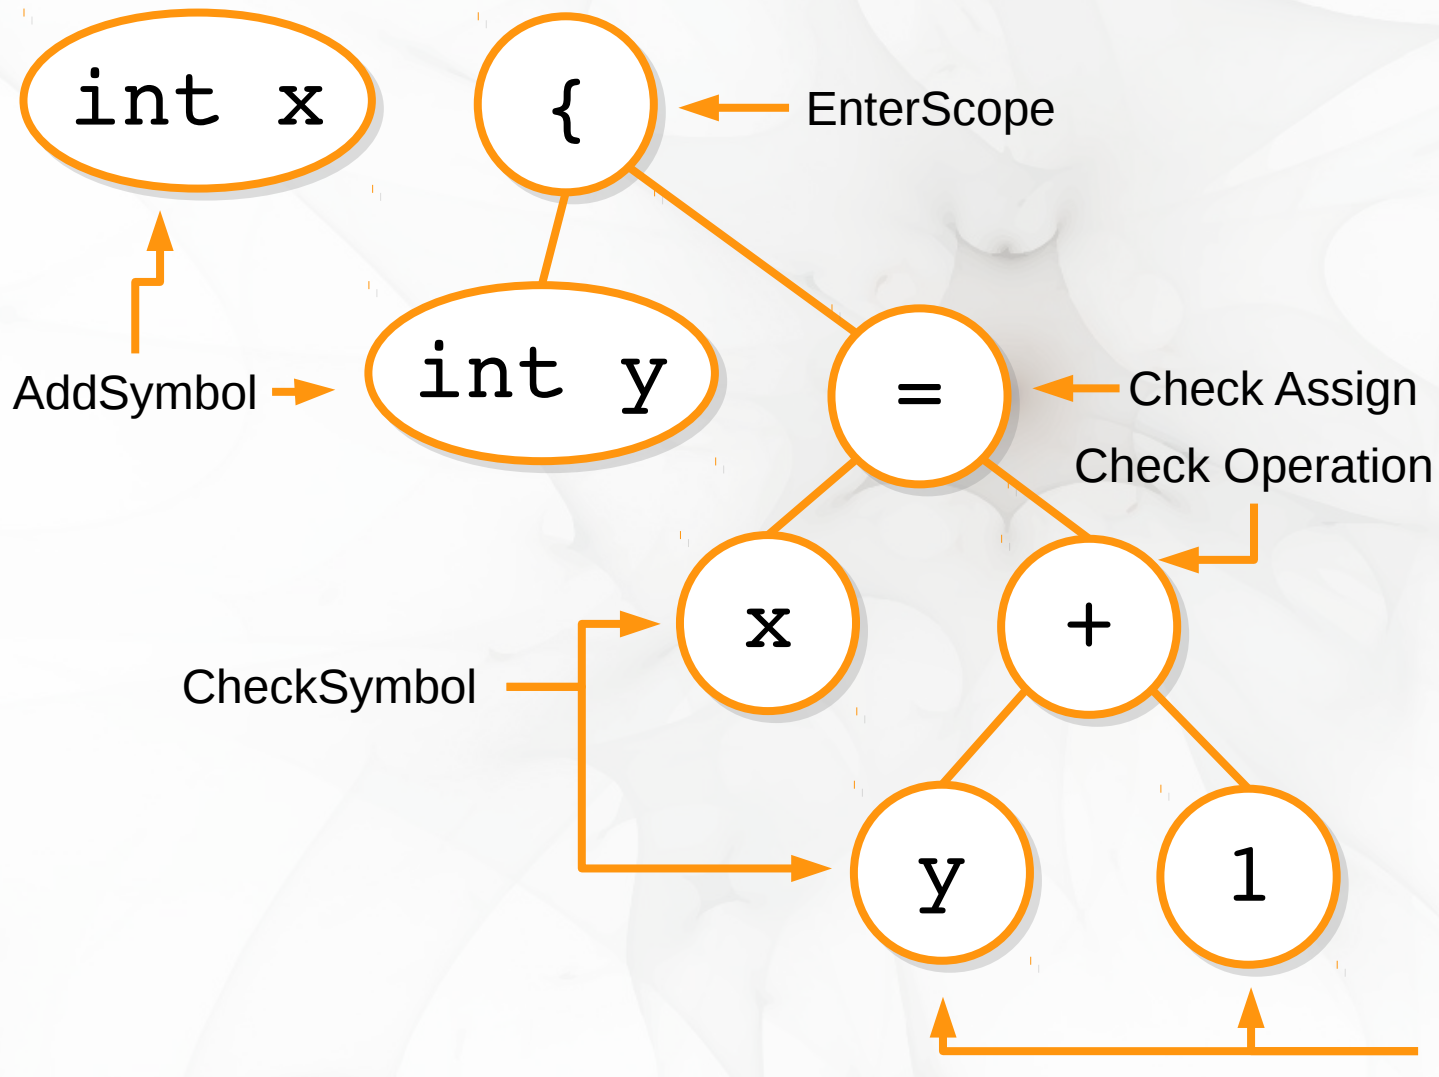 int x
{
EnterScope
int y
=
AddSymbol
Check Assign
Check Operation
x
+
CheckSymbol
y
1